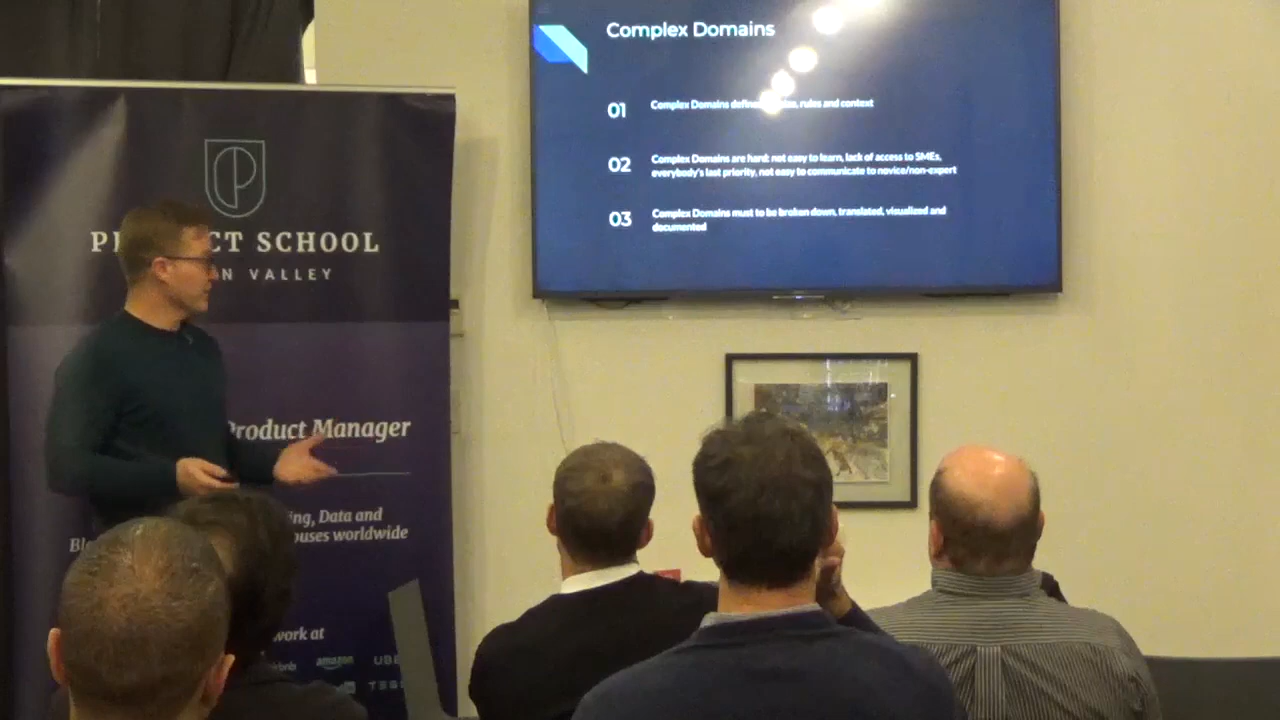 Complex Domains
01 Complex Domains define rules, rules and context
02 Complex Domains are hard: not easy to learn, lack of access to SMEs,
everybody's last priority, not easy to communicate to novice/non-expert
03 Complex Domains must to be broken down, translated, visualized and
documented
P CT SCHOOL
N VALLEY
Product Manager
ing, Data and
ouses worldwide
work at
amazon